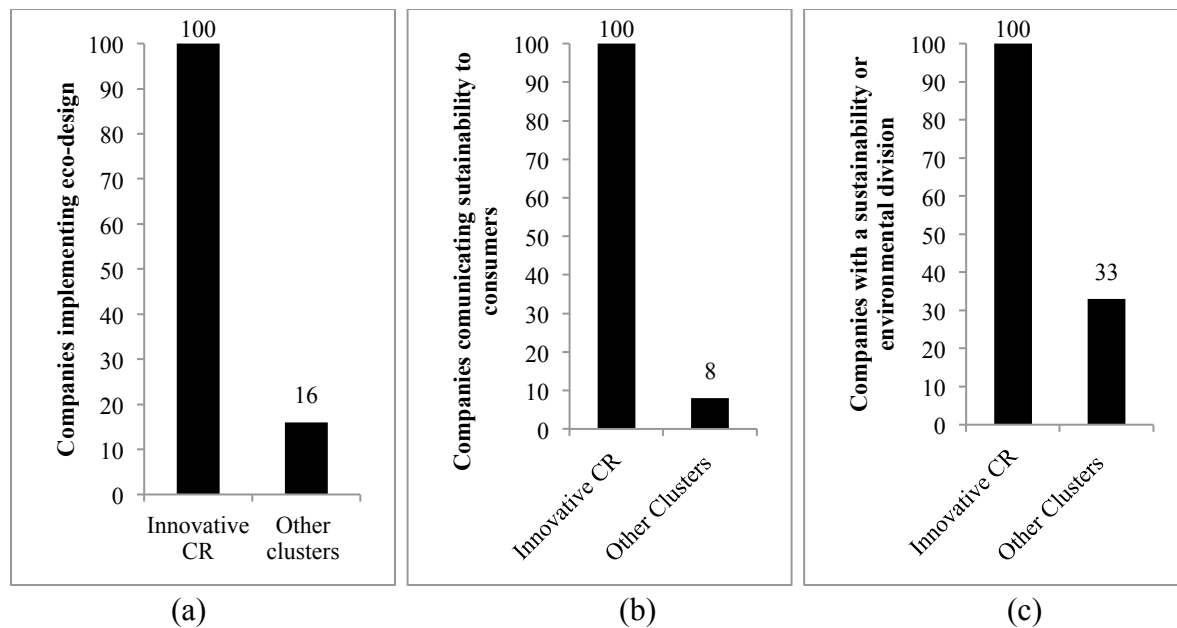 Companies implementing eco-design
100
90
80
70
60
50
40
30
20
10
0
100
16
Innovative
CR
Other
clusters
(a)
Companies comunicating sutainability to
consumers
100
90
80
70
60
50
40
30
20
10
0
100
8
Innovative CR
Other Clusters
(b)
Companies with a sustainability or
environmental division
100
90
80
70
60
50
40
30
20
10
0
100
33
Innovative CR
Other Clusters
(c)